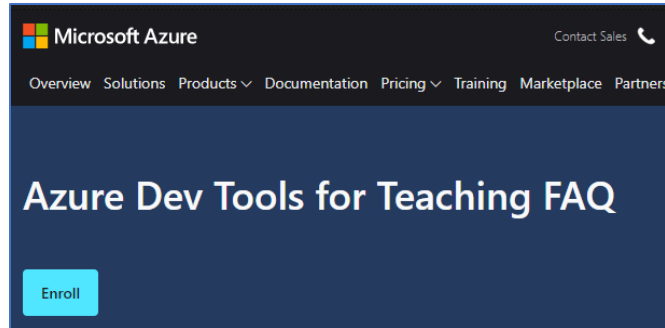 Microsoft Azure
Contact Sales
Overview Solutions Products Documentation Pricing Training Marketplace Partners
Azure Dev Tools for Teaching FAQ
Enroll